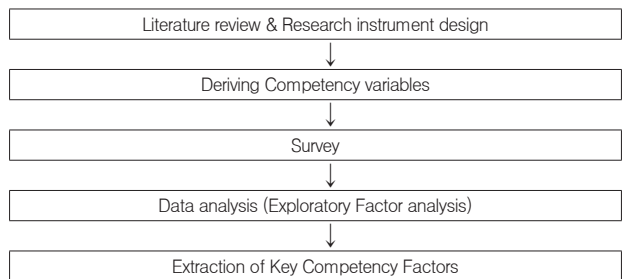 Literature review & Research instrument design
Deriving Competency variables
Survey
Data analysis (Exploratory Factor analysis)
Extraction of Key Competency Factors